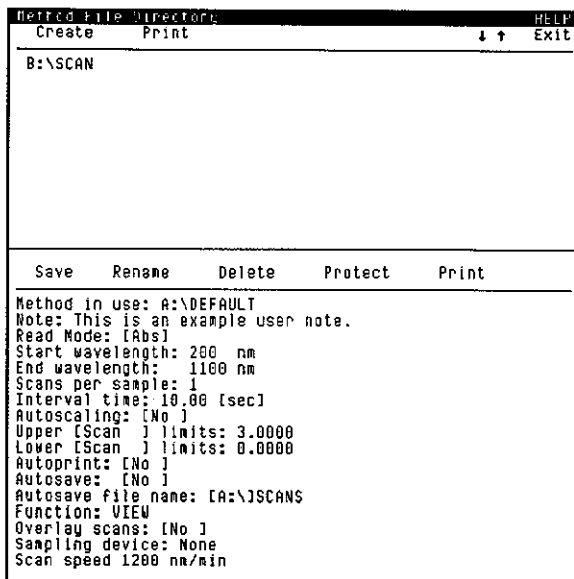 Method File Directory HELP
Create Print ↓ ↑ Exit
B:\SCAN
Save Rename Delete Protect Print
Method in use: A:\DEFAULT
Note: This is an example user note.
Read Mode: [Abs]
Start wavelength: 200 nm
End wavelength: 1100 nm
Scans per sample: 1
Interval time: 10.00 [sec]
Autoscaling: [No ]
Upper [Scan ] limits: 3.0000
Lower [Scan ] limits: 0.0000
Autoprint: [No ]
Autosave: [No ]
Autosave file name: [A:\]SCANS
Function: VIEW
Overlay scans: [No ]
Sampling device: None
Scan speed 1200 nm/min